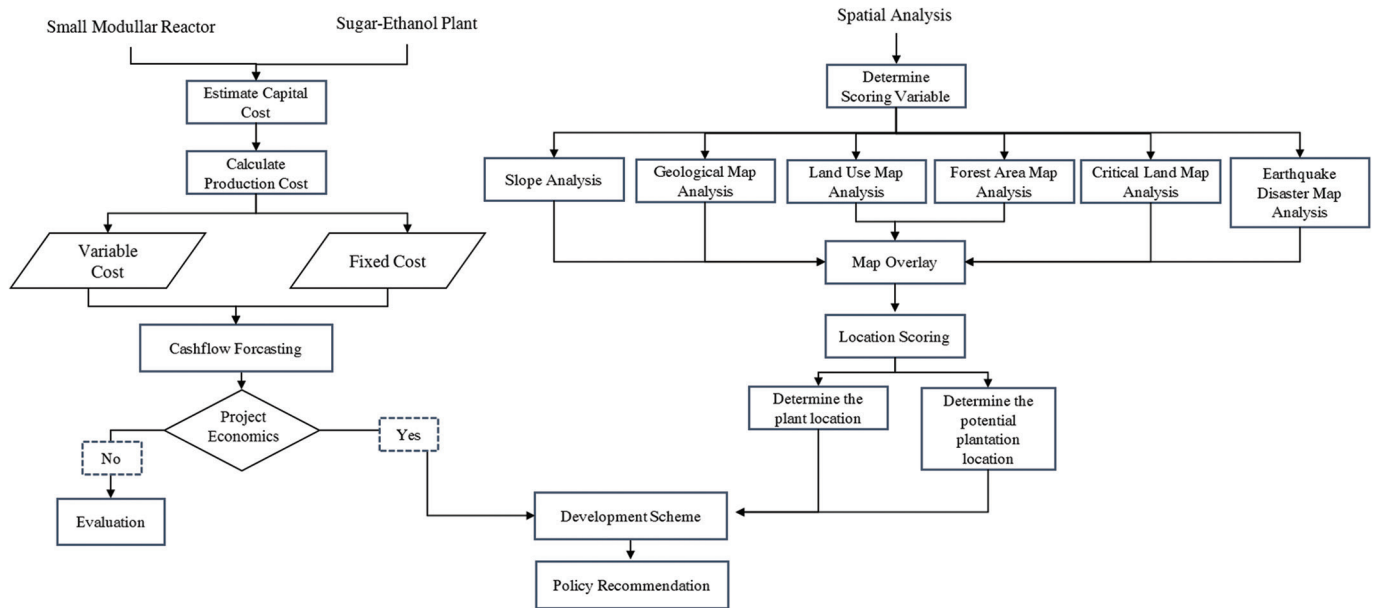 Small Modullar Reactor
Sugar-Ethanol Plant
Estimate Capital
Cost
Calculate
Production Cost
Variable
Cost
Fixed Cost
Cashflow Forcasting
Project
Economics
No
Yes
Evaluation
Spatial Analysis
Determine
Scoring Variable
Slope Analysis
Geological Map
Analysis
Land Use Map
Analysis
Forest Area Map
Analysis
Critical Land Map
Analysis
Earthquake
Disaster Map
Analysis
Map Overlay
Location Scoring
Determine the
plant location
Determine the
potential
plantation
location
Development Scheme
Policy Recommendation